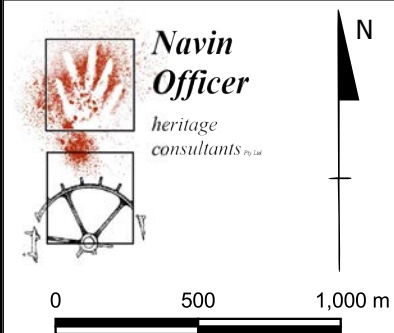 Navin
Officer
heritage
consultants Pty Ltd
N
0 500 1,000 m